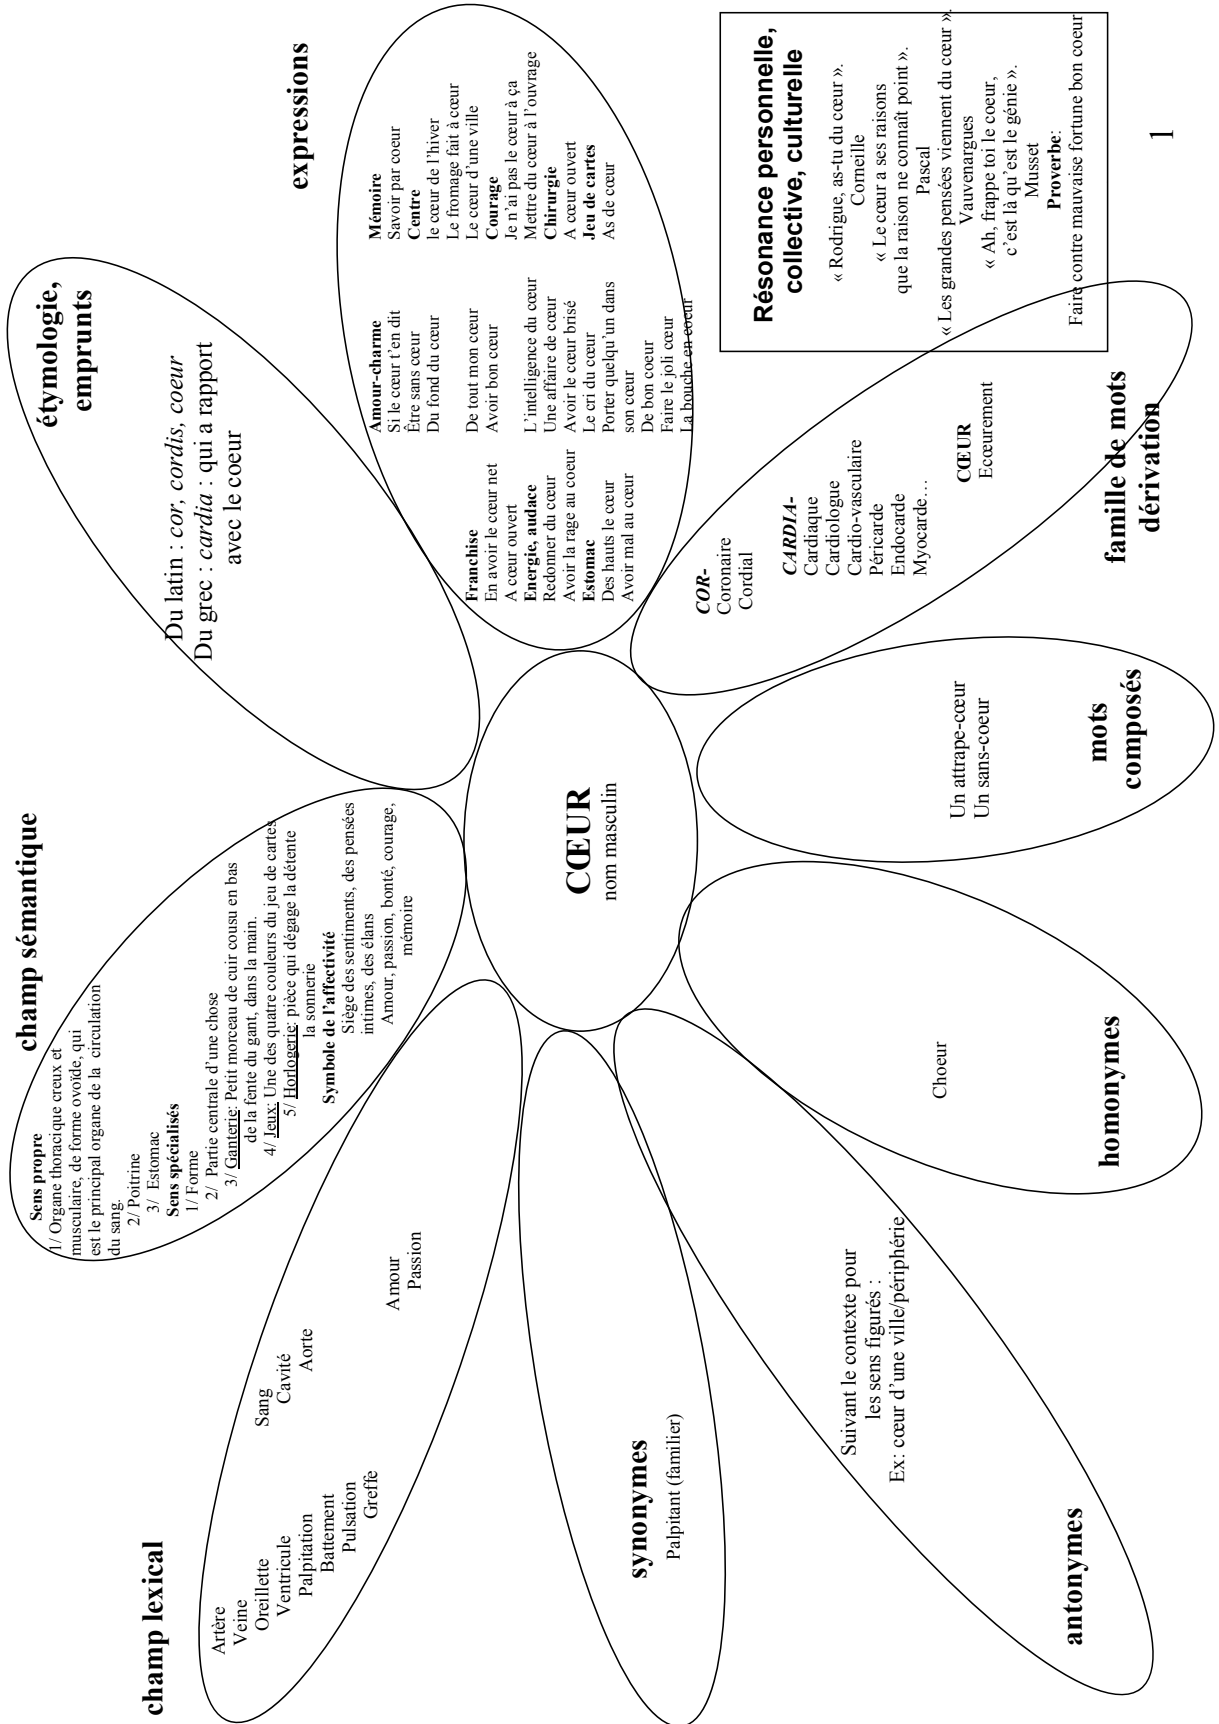 champ sémantique
Sens propre
1/ Organe thoracique creux et
musculaire, de forme ovoïde, qui
est le principal organe de la circulation
du sang.
2/ Poitrine
3/ Estomac
Sens spécialisés
1/ Forme
2/ Partie centrale d'une chose
3/ Ganterie: Petit morceau de cuir cousu en bas
de la fente du gant, dans la main.
4/ Jeux: Une des quatre couleurs du jeu de cartes
5/ Horlogerie: pièce qui dégage la détente
la sonnerie
Symbole de l'affectivité
Siège des sentiments, des pensées
intimes, des élans
Amour, passion, bonté, courage,
mémoire
étymologie,
emprunts
Du latin : cor, cordis, coeur
Du grec : cardia : qui a rapport
avec le coeur
expressions
Franchise
En avoir le cœur net
A cœur ouvert
Energie, audace
Redonner du cœur
Avoir la rage au coeur
Estomac
Des hauts le cœur
Avoir mal au cœur
Amour-charme
Si le cœur t'en dit
Être sans cœur
Du fond du cœur
De tout mon cœur
Avoir bon cœur
L'intelligence du cœur
Une affaire de cœur
Avoir le cœur brisé
Le cri du cœur
Porter quelqu'un dans
son cœur
De bon coeur
Faire le joli cœur
La bouche en coeur
Mémoire
Savoir par coeur
Centre
le cœur de l'hiver
Le fromage fait à cœur
Le cœur d'une ville
Courage
Je n'ai pas le cœur à ça
Mettre du cœur à l'ouvrage
Chirurgie
A cœur ouvert
Jeu de cartes
As de cœur
champ lexical
Artère
Veine
Oreillette
Ventricule
Palpitation
Battement
Pulsation
Greffe
Sang
Cavité
Aorte
Amour
Passion
CŒUR
nom masculin
synonymes
Palpitant (familier)
antonymes
Suivant le contexte pour
les sens figurés :
Ex: cœur d'une ville/périphérie
homonymes
Choeur
mots
composés
Un attrape-cœur
Un sans-coeur
famille de mots
dérivation
COR-
Coronaire
Cordial
CARDIA-
Cardiaque
Cardiologue
Cardio-vasculaire
Péricarde
Endocarde
Myocarde…
CŒUR
Ecœurement
Résonance personnelle,
collective, culturelle
« Rodrigue, as-tu du cœur ».
Corneille
« Le cœur a ses raisons
que la raison ne connaît point ».
Pascal
« Les grandes pensées viennent du cœur ».
Vauvenargues
« Ah, frappe toi le coeur,
c'est là qu'est le génie ».
Musset
Proverbe:
Faire contre mauvaise fortune bon coeur
1